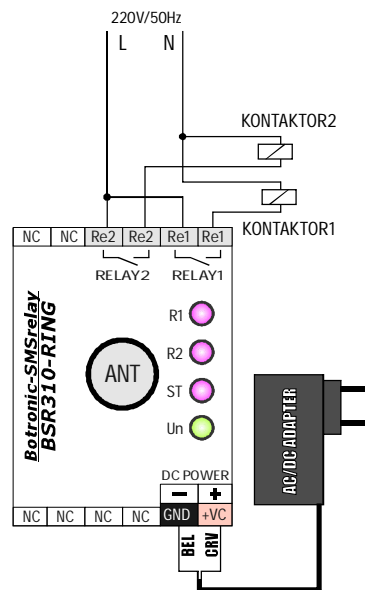 220V/50Hz
L N
KONTAKTOR2
KONTAKTOR1
NC NC Re2 Re2 Re1 Re1
RELAY2 RELAY1
Botronic-SMSrelay
BSR310-RING
R1
R2
ANT
ST
Un
AC/DC ADAPTER
DC POWER
− +
NC NC NC NC GND +VC
BEL CRV